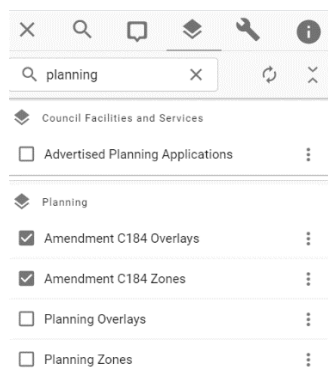 planning
Council Facilities and Services
Advertised Planning Applications
Planning
Amendment C184 Overlays
Amendment C184 Zones
Planning Overlays
Planning Zones